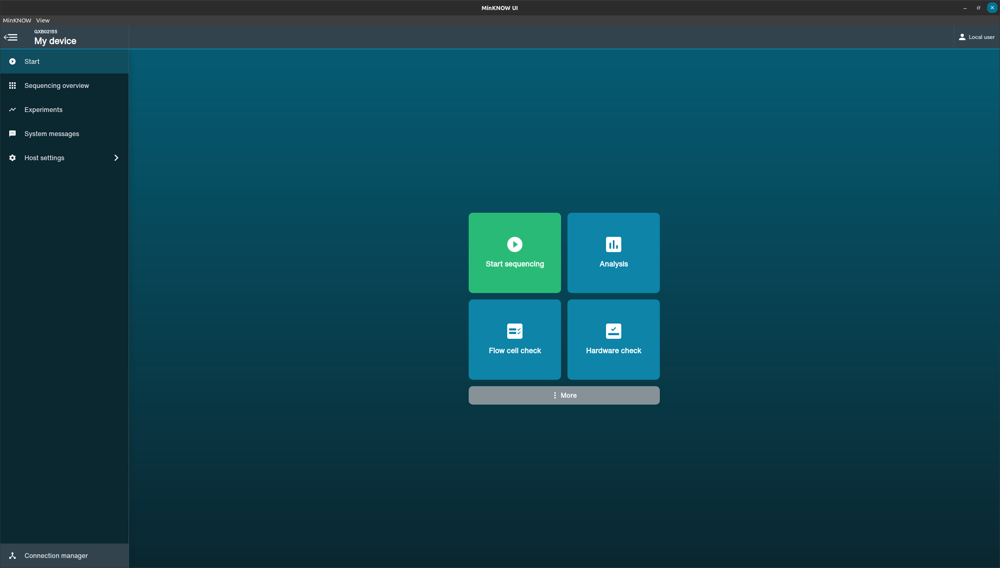 MinKNOW UI
MinKNOW View
GXB02155
My device
Local user
Start
Sequencing overview
Experiments
System messages
Host settings
Start sequencing
Analysis
Flow cell check
Hardware check
More
Connection manager